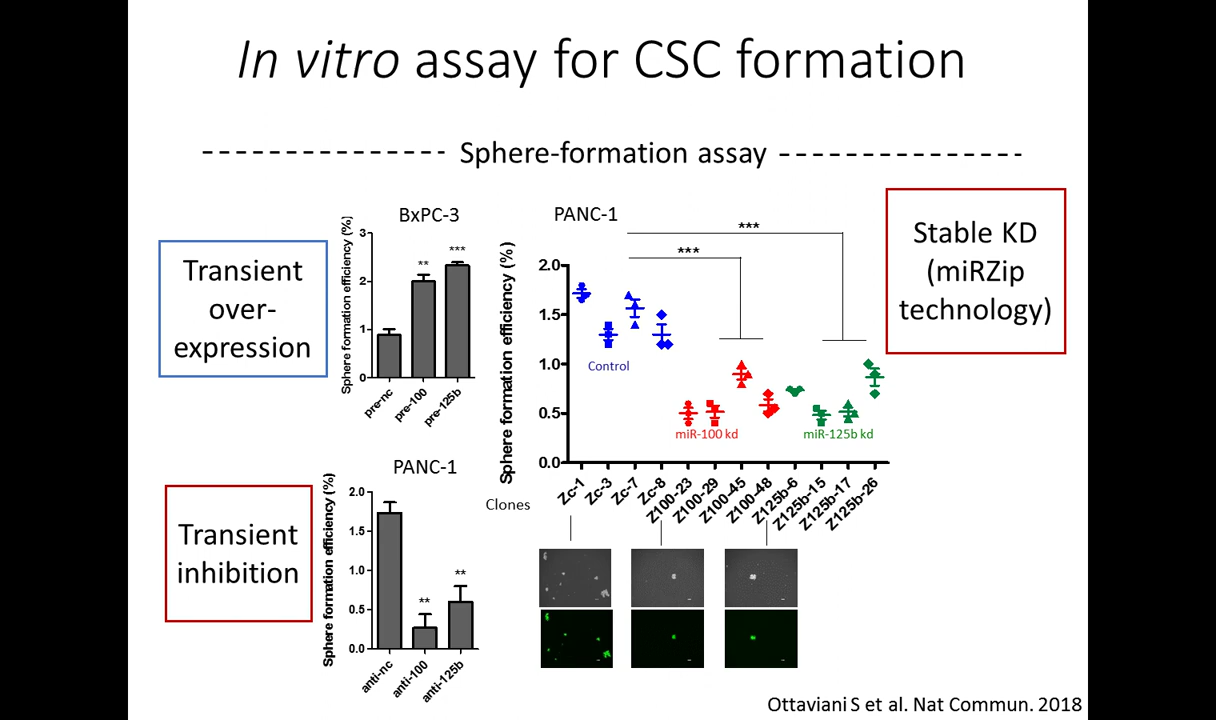 In vitro assay for CSC formation
--------------- Sphere-formation assay ---------------
Transient
over-
expression
BxPC-3
Sphere formation efficiency (%)
3
2
1
0
**
***
pre-nc
pre-100
pre-125b
PANC-1
Sphere formation efficiency (%)
2.0
1.5
1.0
0.5
0.0
***
***
Control
miR-100 kd
miR-125b kd
Clones
Zc-1
Zc-3
Zc-7
Zc-8
Z100-23
Z100-29
Z100-45
Z100-48
Z125b-6
Z125b-15
Z125b-17
Z125b-26
Stable KD
(miRZip
technology)
Transient
inhibition
PANC-1
Sphere formation efficiency (%)
2.0
1.5
1.0
0.5
0.0
**
**
anti-nc
anti-100
anti-125b
Ottaviani S et al. Nat Commun. 2018